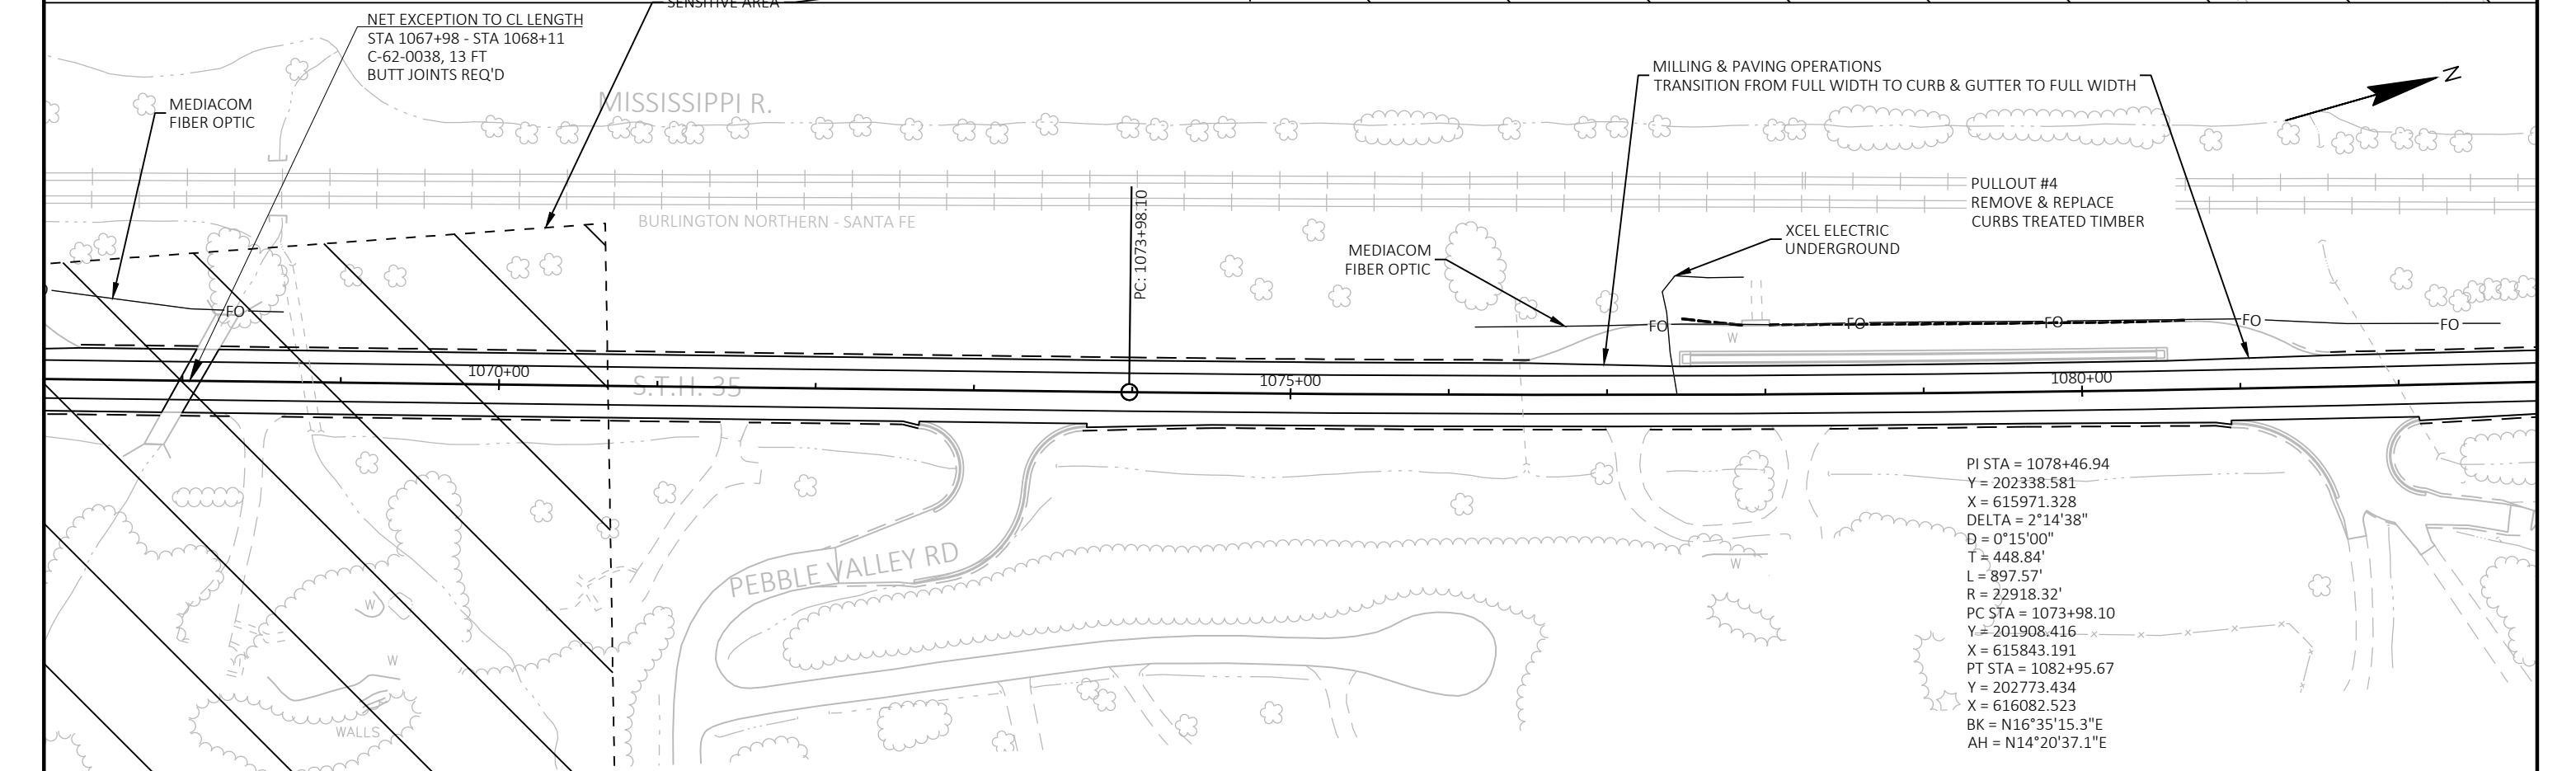 SENSITIVE AREA
NET EXCEPTION TO CL LENGTH
STA 1067+98 - STA 1068+11
C-62-0038, 13 FT
BUTT JOINTS REQ'D
MEDIACOM
FIBER OPTIC
MISSISSIPPI R.
MILLING & PAVING OPERATIONS
TRANSITION FROM FULL WIDTH TO CURB & GUTTER TO FULL WIDTH
N
BURLINGTON NORTHERN - SANTA FE
PC: 1073+98.10
PULLOUT #4
REMOVE & REPLACE
CURBS TREATED TIMBER
XCEL ELECTRIC
UNDERGROUND
MEDIACOM
FIBER OPTIC
FO
FO
FO
FO
FO
FO
W
1070+00
S.T.H. 35
1075+00
1080+00
PEBBLE VALLEY RD
W
W
W
WALLS
PI STA = 1078+46.94
Y = 202338.581
X = 615971.328
DELTA = 2°14'38"
D = 0°15'00"
T = 448.84'
L = 897.57'
R = 22918.32'
PC STA = 1073+98.10
Y = 201908.416
X = 615843.191
PT STA = 1082+95.67
Y = 202773.434
X = 616082.523
BK = N16°35'15.3"E
AH = N14°20'37.1"E